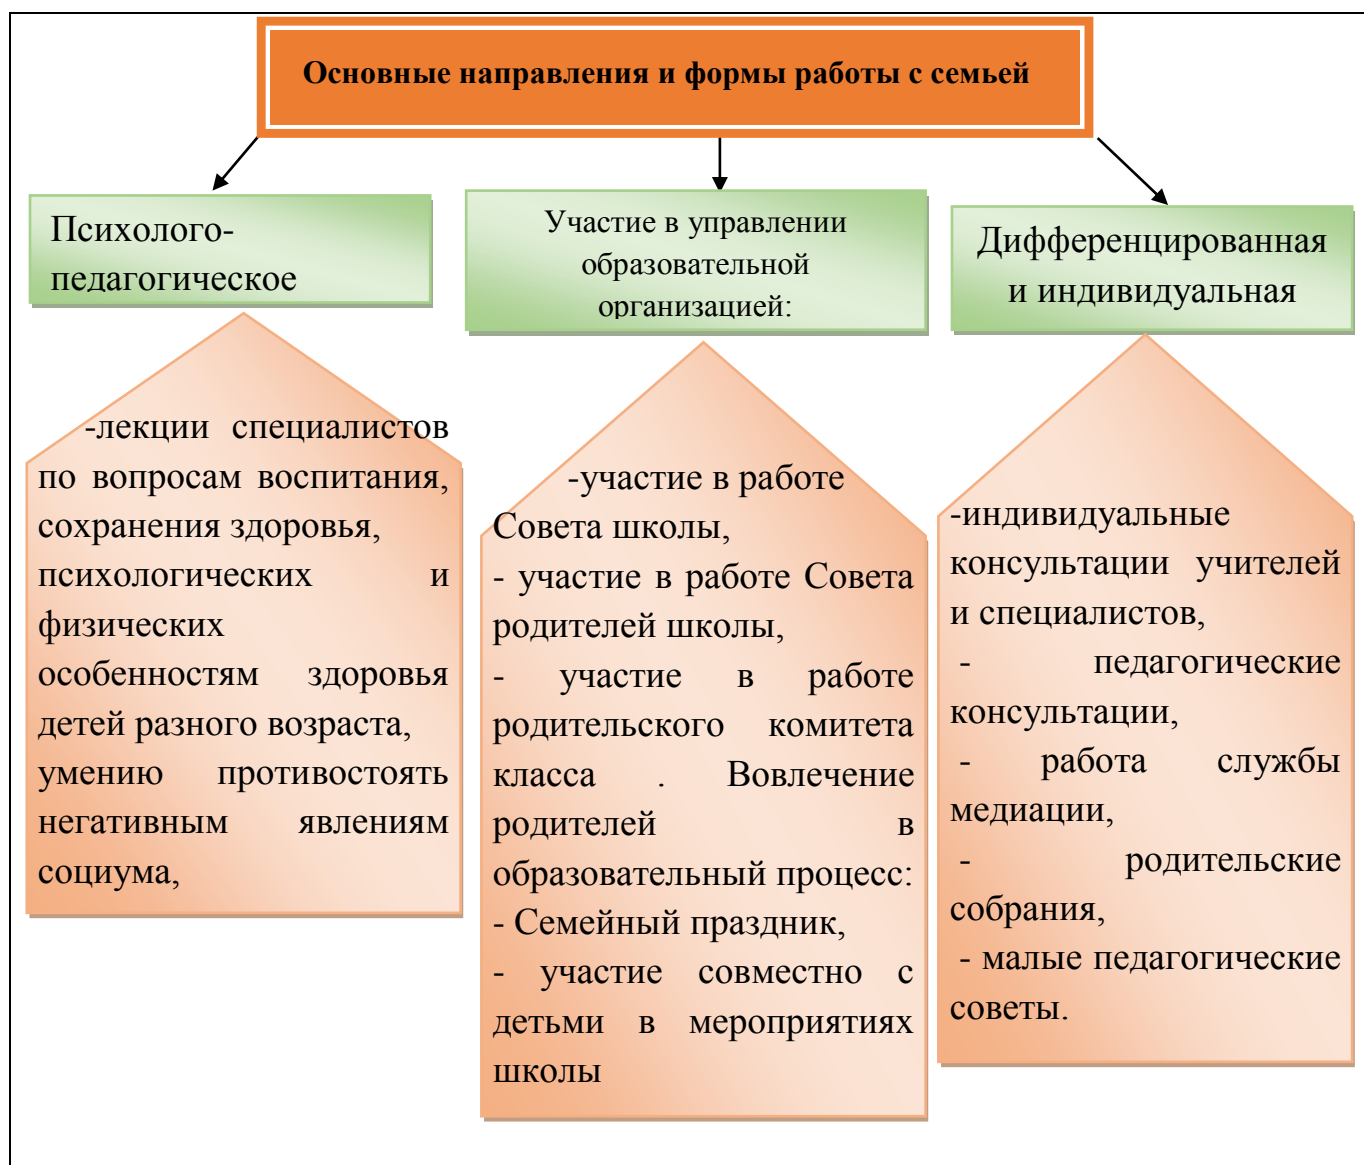 Основные направления и формы работы с семьей
Психолого-
педагогическое
Участие в управлении
образовательной
организацией:
Дифференцированная
и индивидуальная
-лекции специалистов
по вопросам воспитания,
сохранения здоровья,
психологических и
физических
особенностям здоровья
детей разного возраста,
умению противостоять
негативным явлениям
социума,
-участие в работе
Совета школы,
- участие в работе Совета
родителей школы,
- участие в работе
родительского комитета
класса . Вовлечение
родителей в
образовательный процесс:
- Семейный праздник,
- участие совместно с
детьми в мероприятиях
школы
-индивидуальные
консультации учителей
и специалистов,
- педагогические
консультации,
- работа службы
медиации,
- родительские
собрания,
- малые педагогические
советы.